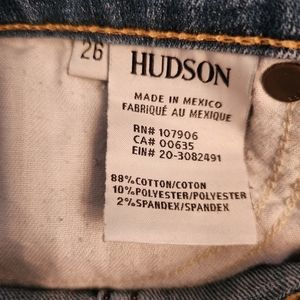 26
HUDSON
MADE IN MEXICO
FABRIQUÉ AU MEXIQUE
RN# 107906
CA# 00635
EIN# 20-3082491
88% COTTON/COTON
10% POLYESTER/POLYESTER
2% SPANDEX/SPANDEX